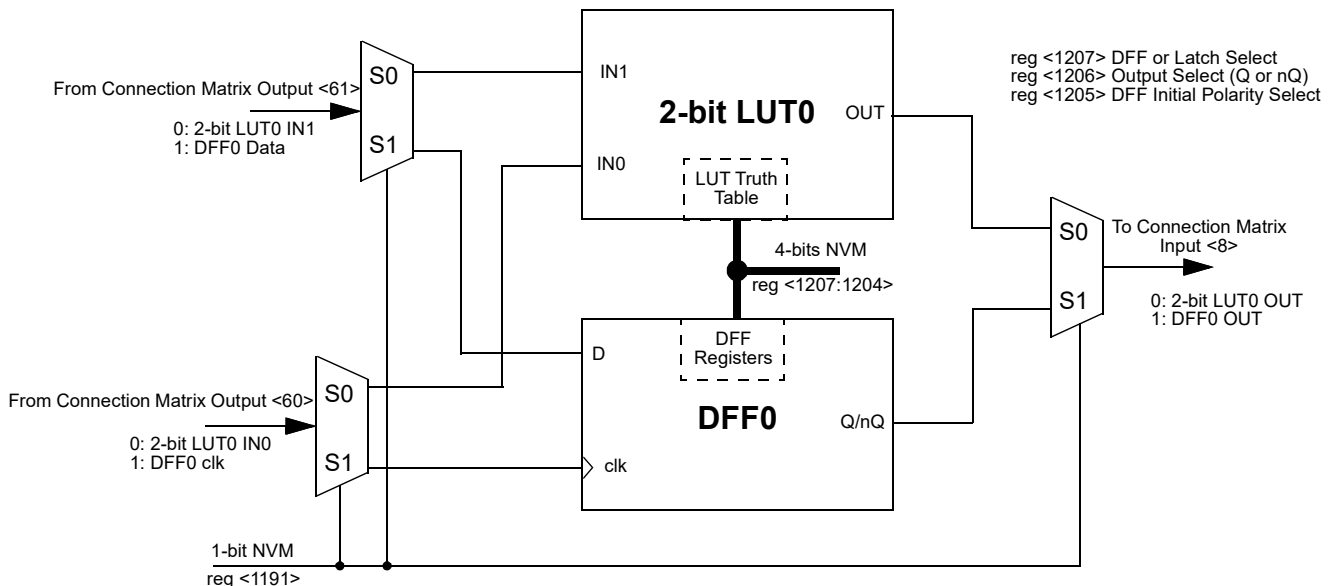 From Connection Matrix Output <61>
0: 2-bit LUT0 IN1
1: DFF0 Data
S0
S1
IN1
IN0
2-bit LUT0
OUT
LUT Truth
Table
reg <1207> DFF or Latch Select
reg <1206> Output Select (Q or nQ)
reg <1205> DFF Initial Polarity Select
4-bits NVM
reg <1207:1204>
S0
S1
To Connection Matrix
Input <8>
0: 2-bit LUT0 OUT
1: DFF0 OUT
From Connection Matrix Output <60>
0: 2-bit LUT0 IN0
1: DFF0 clk
S0
S1
D
clk
DFF
Registers
DFF0
Q/nQ
1-bit NVM
reg <1191>